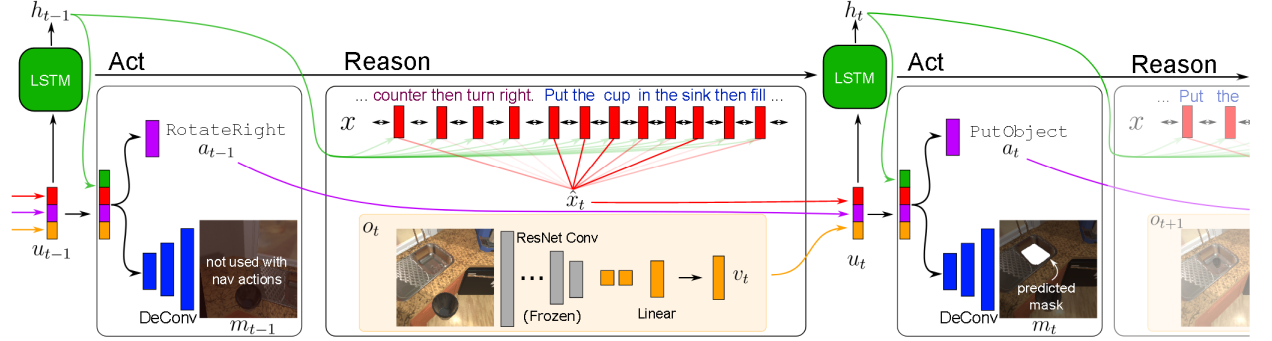 h_{t-1}
h_t
LSTM
Act
Reason
LSTM
Act
Reason
... counter then turn right. Put the cup in the sink then fill ...
x
RotateRight
a_{t-1}
x̂_t
u_{t-1}
not used with
nav actions
DeConv
m_{t-1}
o_t
ResNet Conv
...
(Frozen)
Linear
v_t
u_t
PutObject
a_t
predicted
mask
DeConv
m_t
... Put the
x
o_{t+1}